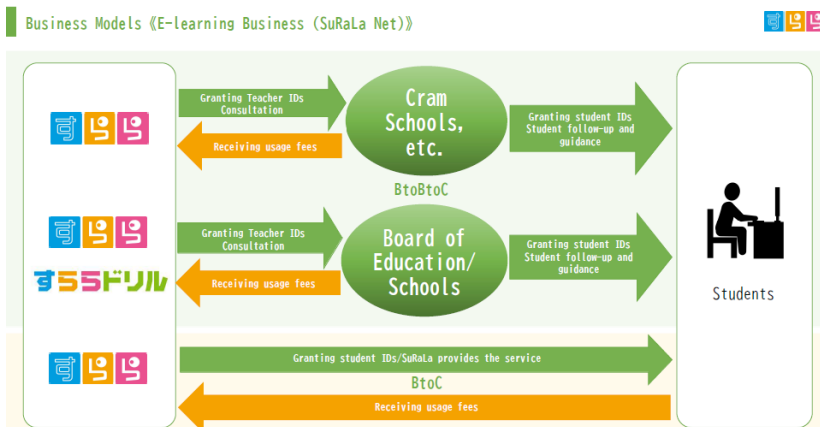 Business Models《E-learning Business (SuRaLa Net)》
すらら
すらら
Granting Teacher IDs
Consultation
Receiving usage fees
Cram
Schools,
etc.
Granting student IDs
Student follow-up and
guidance
BtoBtoC
すらら
すららドリル
Granting Teacher IDs
Consultation
Receiving usage fees
Board of
Education/
Schools
Granting student IDs
Student follow-up and
guidance
Students
すらら
Granting student IDs/SuRaLa provides the service
BtoC
Receiving usage fees